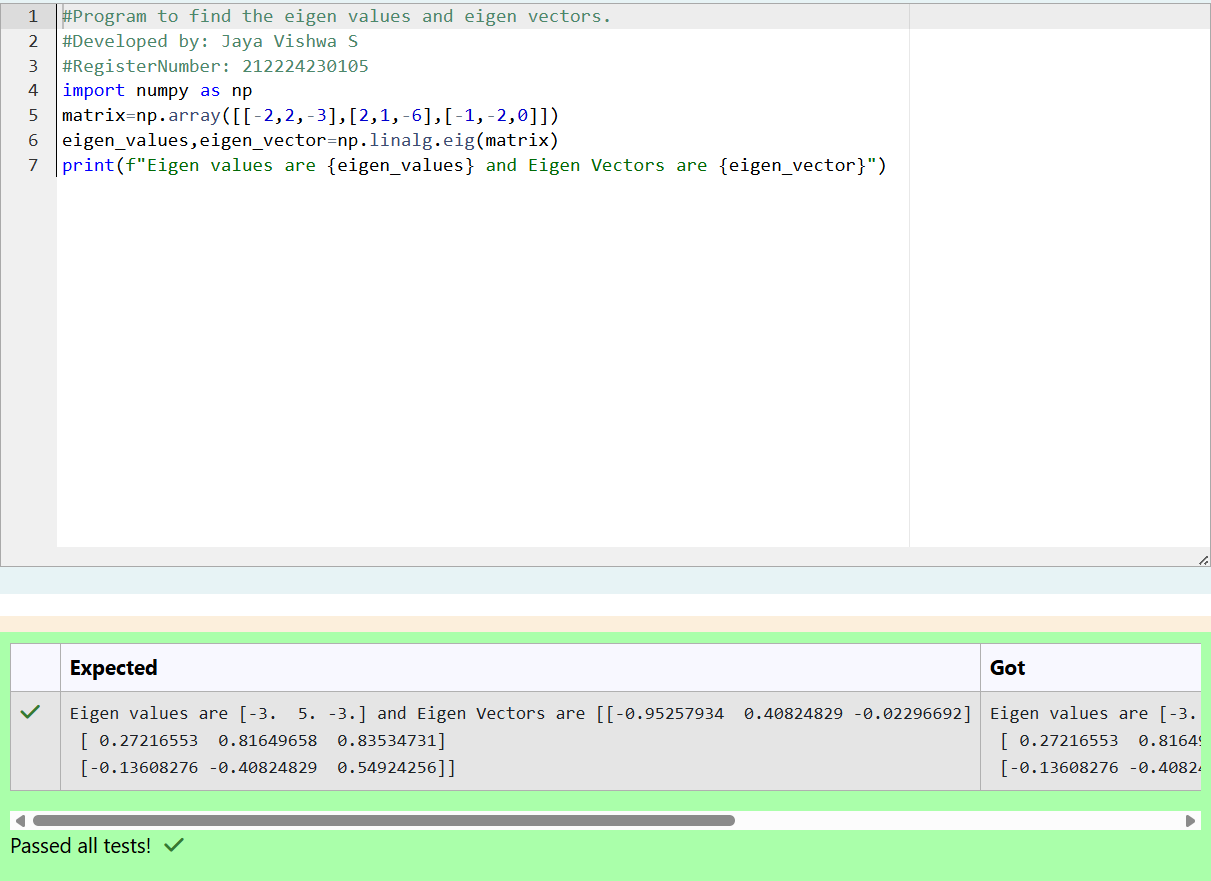 1 #Program to find the eigen values and eigen vectors.
2 #Developed by: Jaya Vishwa S
3 #RegisterNumber: 212224230105
4 import numpy as np
5 matrix=np.array([[-2,2,-3],[2,1,-6],[-1,-2,0]])
6 eigen_values,eigen_vector=np.linalg.eig(matrix)
7 print(f"Eigen values are {eigen_values} and Eigen Vectors are {eigen_vector}")
Expected Got
Eigen values are [-3.  5. -3.] and Eigen Vectors are [[-0.95257934  0.40824829 -0.02296692] Eigen values are [-3.
[ 0.27216553  0.81649658  0.83534731] [ 0.27216553  0.8164
[-0.13608276 -0.40824829  0.54924256]] [-0.13608276 -0.4082
Passed all tests!